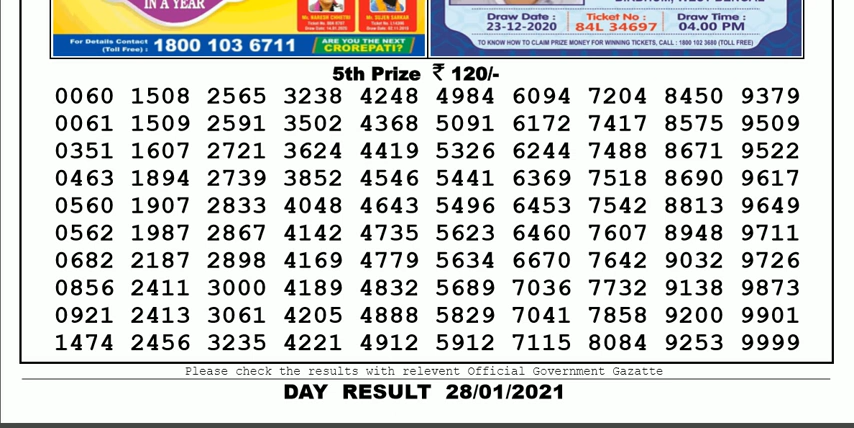 IN A YEAR
Mr. RAKESH CHHETRI
Mr. SUJEN SARKAR
For Details Contact
(Toll Free) : 1800 103 6711
ARE YOU THE NEXT
CROREPATI?
Draw Date :
23-12-2020
Ticket No :
84L 34697
Draw Time :
04.00 PM
TO KNOW HOW TO CLAIM PRIZE MONEY FOR WINNING TICKETS, CALL : 1800 102 3680 (TOLL FREE)
5th Prize ₹ 120/-
0060 1508 2565 3238 4248 4984 6094 7204 8450 9379
0061 1509 2591 3502 4368 5091 6172 7417 8575 9509
0351 1607 2721 3624 4419 5326 6244 7488 8671 9522
0463 1894 2739 3852 4546 5441 6369 7518 8690 9617
0560 1907 2833 4048 4643 5496 6453 7542 8813 9649
0562 1987 2867 4142 4735 5623 6460 7607 8948 9711
0682 2187 2898 4169 4779 5634 6670 7642 9032 9726
0856 2411 3000 4189 4832 5689 7036 7732 9138 9873
0921 2413 3061 4205 4888 5829 7041 7858 9200 9901
1474 2456 3235 4221 4912 5912 7115 8084 9253 9999
Please check the results with relevent Official Government Gazatte
DAY RESULT 28/01/2021